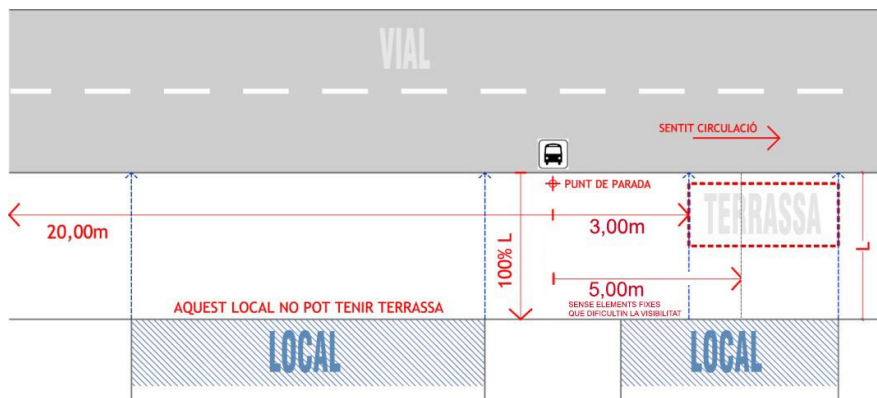 VIAL
SENTIT CIRCULACIÓ
PUNT DE PARADA
TERRASSA
20,00m
3,00m
100% L
L
5,00m
SENSE ELEMENTS FIXES
QUE DIFICULTIN LA VISIBILITAT
AQUEST LOCAL NO POT TENIR TERRASSA
LOCAL
LOCAL